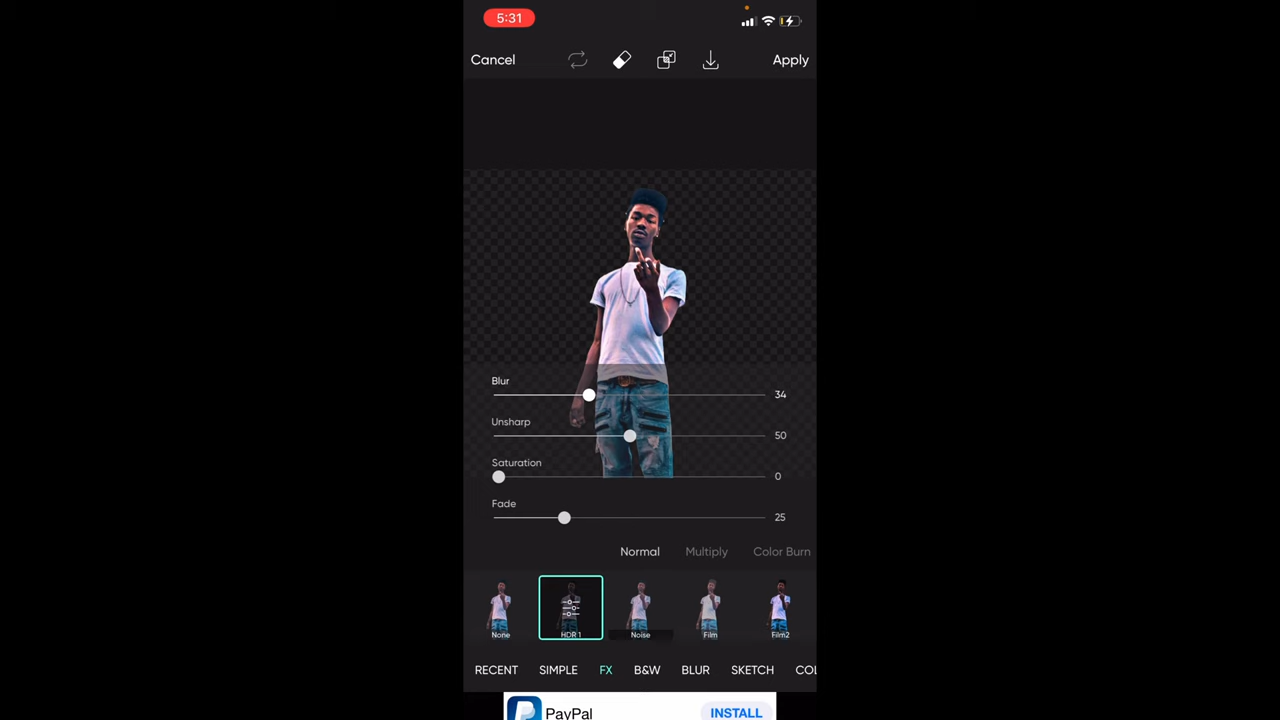 5:31
Cancel
Apply
Blur
34
Unsharp
50
Saturation
0
Fade
25
Normal Multiply Color Burn
None HDR 1 Noise Film Film2
RECENT SIMPLE FX B&W BLUR SKETCH COL
PayPal INSTALL